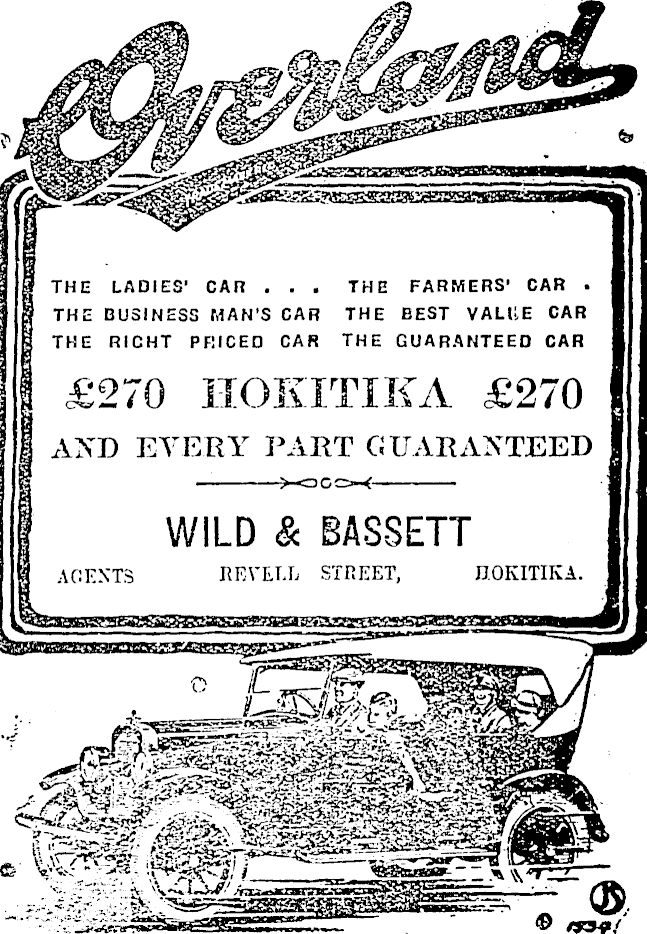 Overland
THE LADIES' CAR . . . THE FARMERS' CAR .
THE BUSINESS MAN'S CAR THE BEST VALUE CAR
THE RIGHT PRICED CAR THE GUARANTEED CAR
£270 HOKITIKA £270
AND EVERY PART GUARANTEED
WILD & BASSETT
AGENTS REVELL STREET, HOKITIKA.